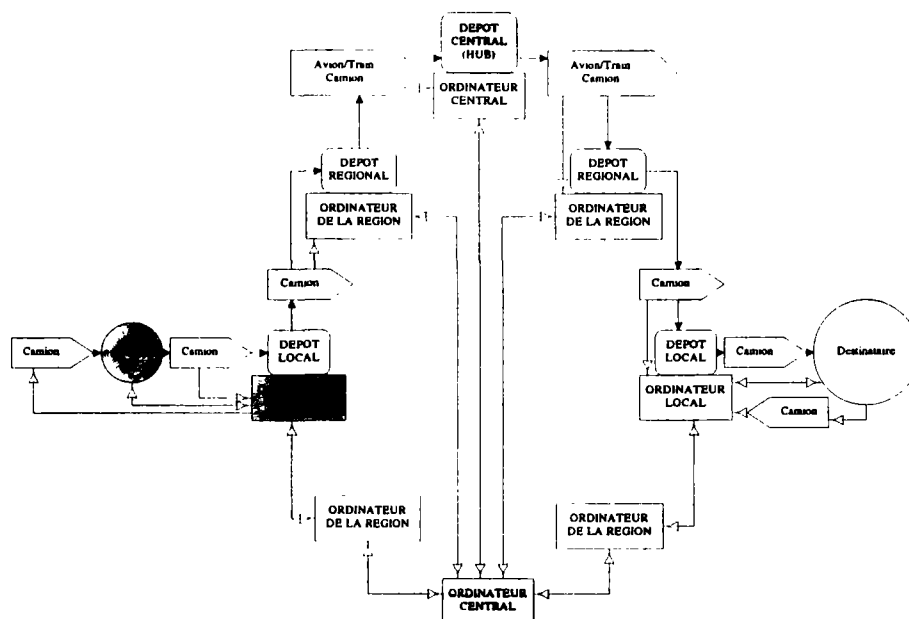 DEPOT
CENTRAL
(HUB)
Avion/Train
Camion
ORDINATEUR
CENTRAL
Avion/Train
Camion
DEPOT
REGIONAL
DEPOT
REGIONAL
ORDINATEUR
DE LA REGION
ORDINATEUR
DE LA REGION
Camion
Camion
Camion
Camion
DEPOT
LOCAL
DEPOT
LOCAL
Camion
Destinataire
ORDINATEUR
LOCAL
Camion
ORDINATEUR
DE LA REGION
ORDINATEUR
DE LA REGION
ORDINATEUR
CENTRAL